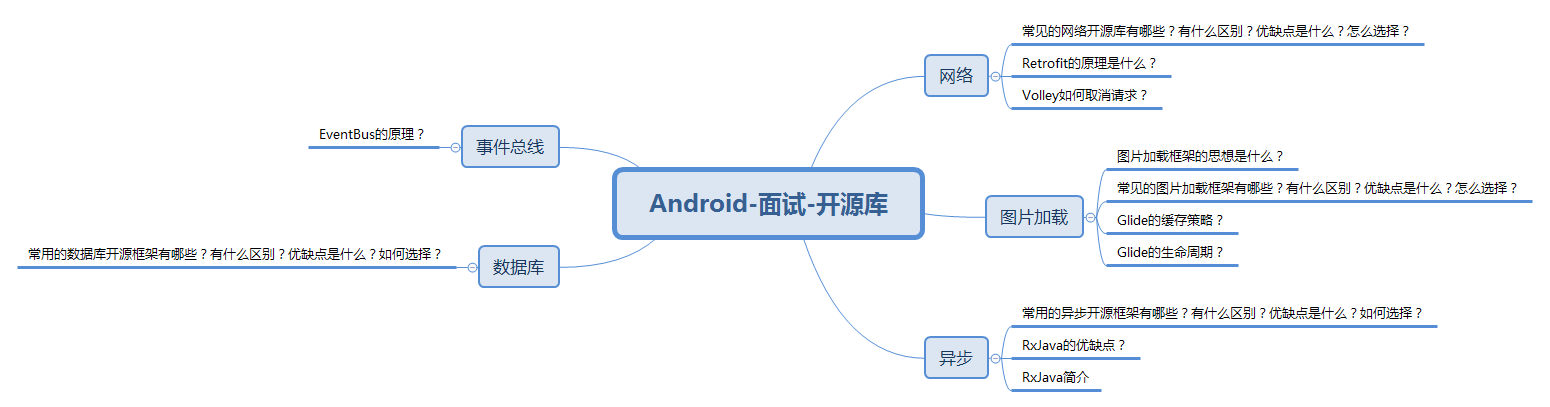 Android-面试-开源库
网络
常见的网络开源库有哪些？有什么区别？优缺点是什么？怎么选择？
Retrofit的原理是什么？
Volley如何取消请求？
图片加载
图片加载框架的思想是什么？
常见的图片加载框架有哪些？有什么区别？优缺点是什么？怎么选择？
Glide的缓存策略？
Glide的生命周期？
异步
常用的异步开源框架有哪些？有什么区别？优缺点是什么？如何选择？
RxJava的优缺点？
RxJava简介
事件总线
EventBus的原理？
数据库
常用的数据库开源框架有哪些？有什么区别？优缺点是什么？如何选择？